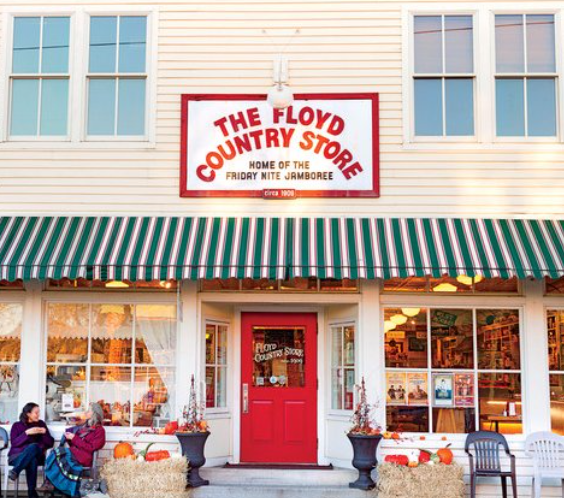 THE FLOYD
COUNTRY STORE
HOME OF THE
FRIDAY NITE JAMBOREE
circa 1909
FLOYD
COUNTRY STORE